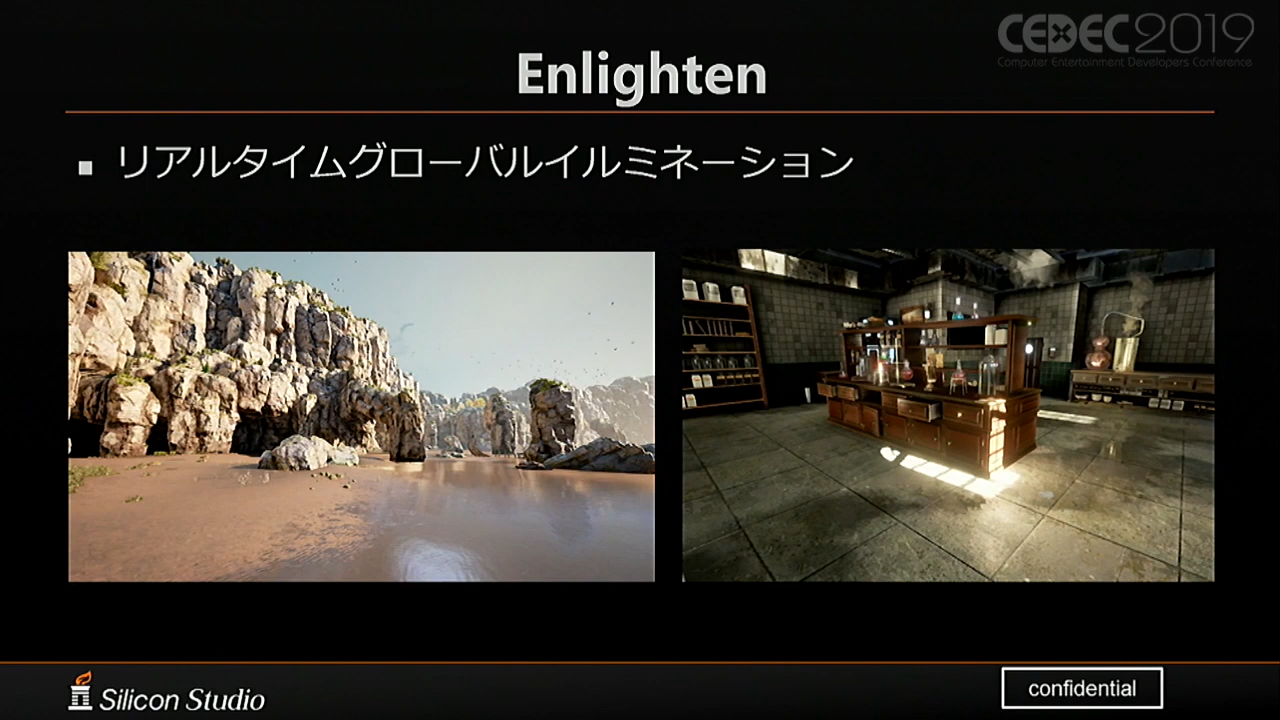 CEDEC2019
Computer Entertainment Developers Conference
Enlighten
▪ リアルタイムグローバルイルミネーション
Silicon Studio
confidential